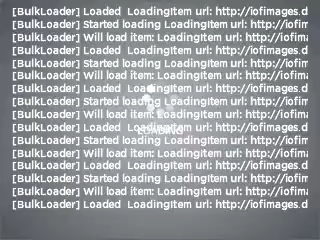 [BulkLoader] Loaded LoadingItem url: http://iofimages.d
[BulkLoader] Started loading LoadingItem url: http://iofim
[BulkLoader] Will load item: LoadingItem url: http://iofima
[BulkLoader] Loaded LoadingItem url: http://iofimages.d
[BulkLoader] Started loading LoadingItem url: http://iofim
[BulkLoader] Will load item: LoadingItem url: http://iofima
[BulkLoader] Loaded LoadingItem url: http://iofimages.d
[BulkLoader] Started loading LoadingItem url: http://iofim
[BulkLoader] Will load item: LoadingItem url: http://iofima
[BulkLoader] Loaded LoadingItem url: http://iofimages.d
LOADING
[BulkLoader] Started loading LoadingItem url: http://iofim
[BulkLoader] Will load item: LoadingItem url: http://iofima
[BulkLoader] Loaded LoadingItem url: http://iofimages.d
[BulkLoader] Started loading LoadingItem url: http://iofim
[BulkLoader] Will load item: LoadingItem url: http://iofima
[BulkLoader] Loaded LoadingItem url: http://iofimages.d